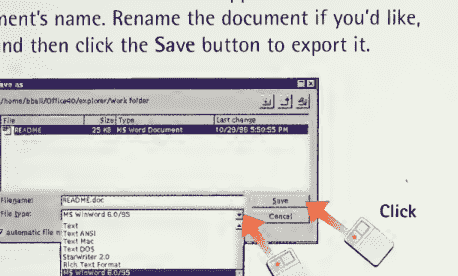 ment's name. Rename the document if you'd like,
nd then click the Save button to export it.
ave as
/home/bball/Office40/explorer/Work folder
File Size Type Last change
README 25 KB MS Word Document 10/29/98 5:50:55 PM
Filename: README.doc Save
File type: MS WinWord 6.0/95 Cancel
Click
automatic file n
Text
Text ANSI
Text Mac
Text DOS
StarWriter 2.0
Rich Text Format
MS WinWord 6.0/95